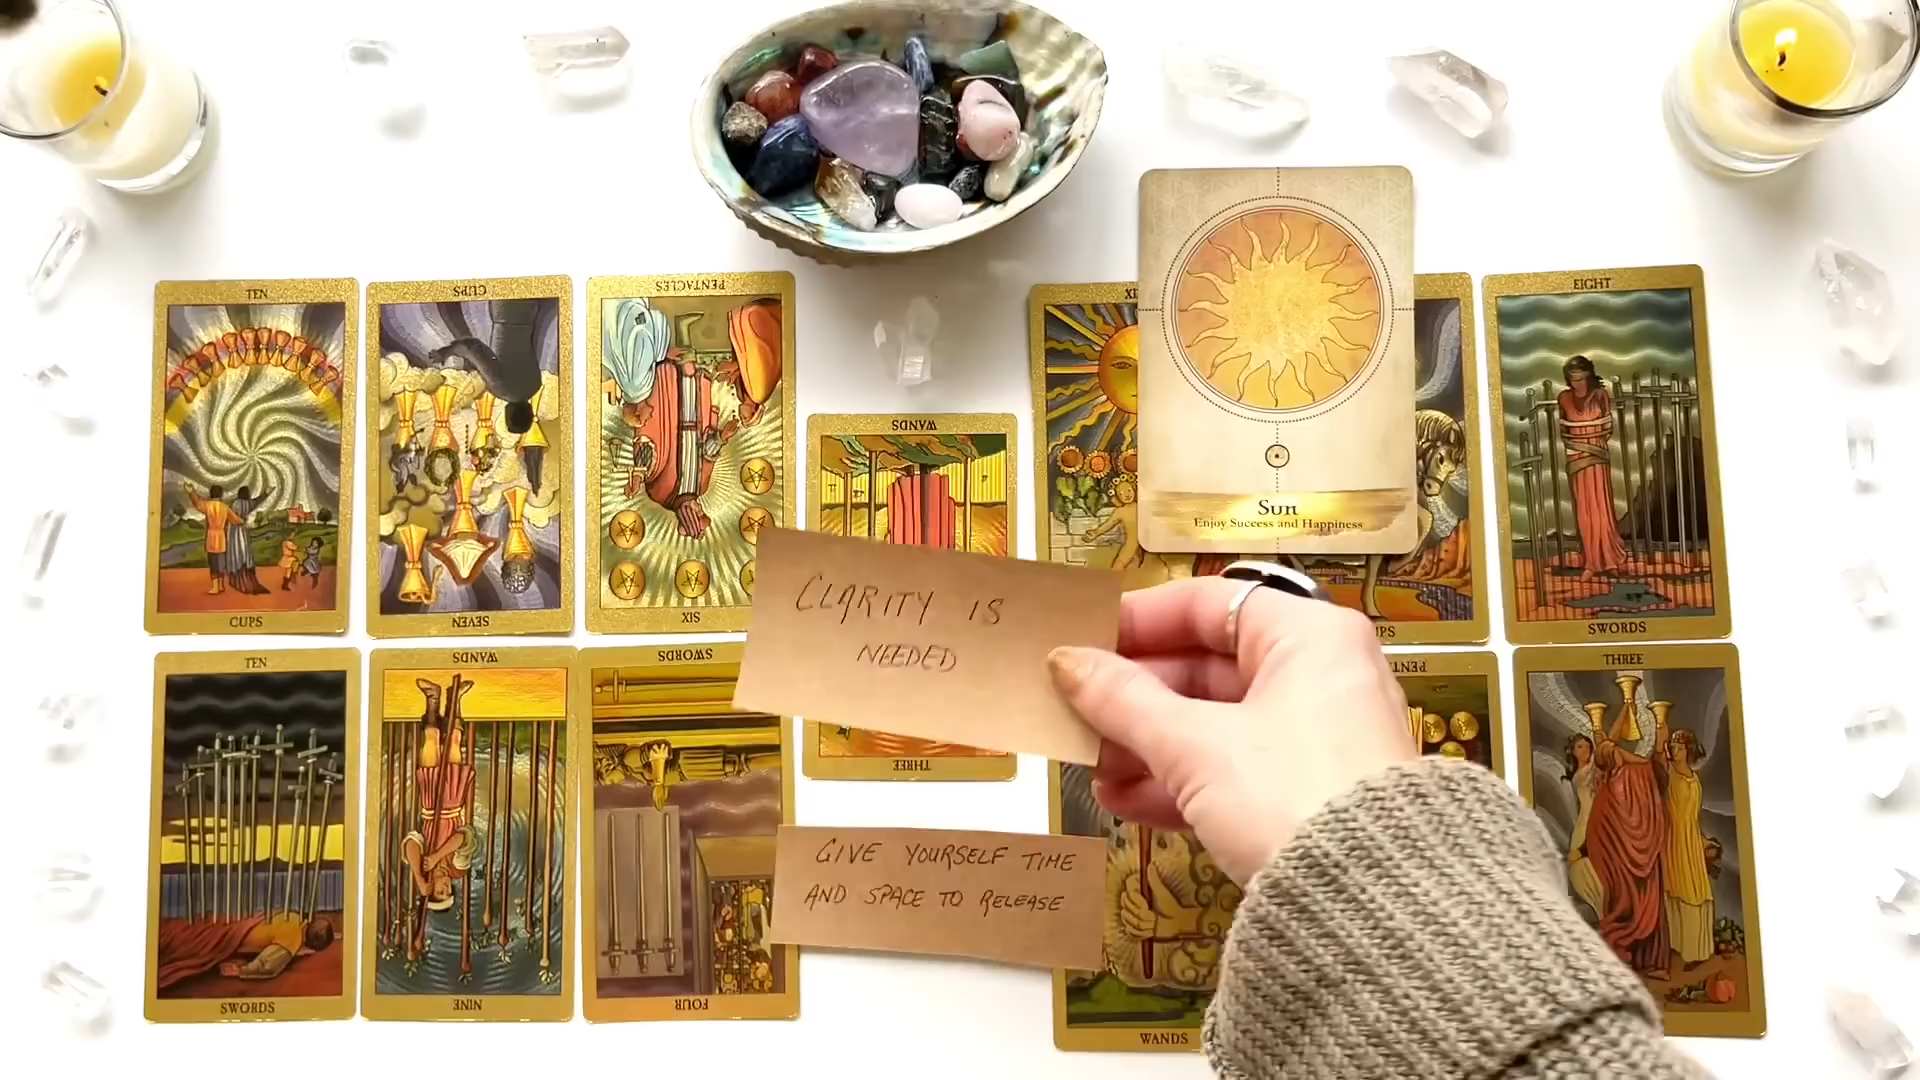 TEN
CUPS
CUPS
SEVEN
PENTACLES
SIX
WANDS
THREE
XI
Sun
Enjoy Success and Happiness
EIGHT
SWORDS
CLARITY IS
NEEDED
TEN
SWORDS
WANDS
NINE
SWORDS
FOUR
GIVE YOURSELF TIME
AND SPACE TO RELEASE
WANDS
THREE